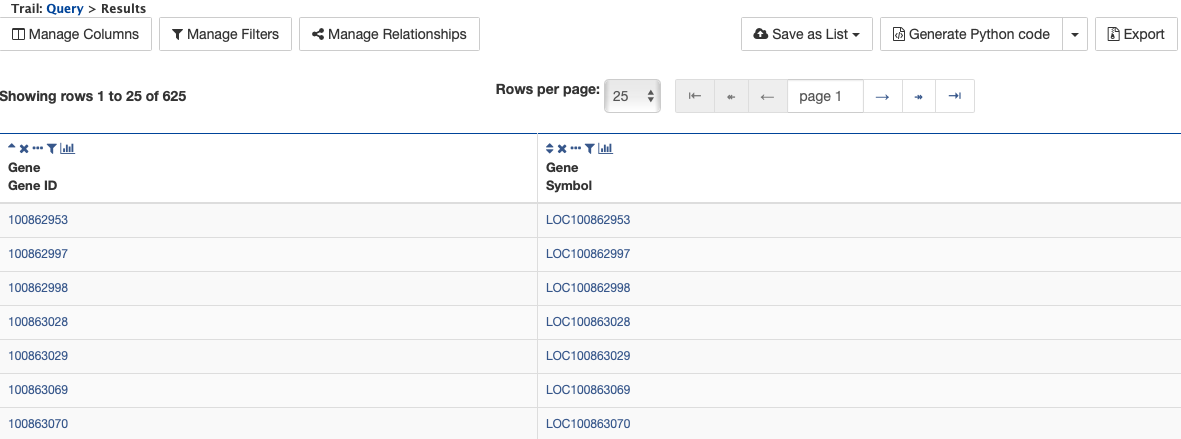 Trail: Query > Results
Manage Columns Manage Filters Manage Relationships Save as List Generate Python code Export
Showing rows 1 to 25 of 625 Rows per page: 25 page 1
Gene Gene
Gene ID Symbol
100862953 LOC100862953
100862997 LOC100862997
100862998 LOC100862998
100863028 LOC100863028
100863029 LOC100863029
100863069 LOC100863069
100863070 LOC100863070